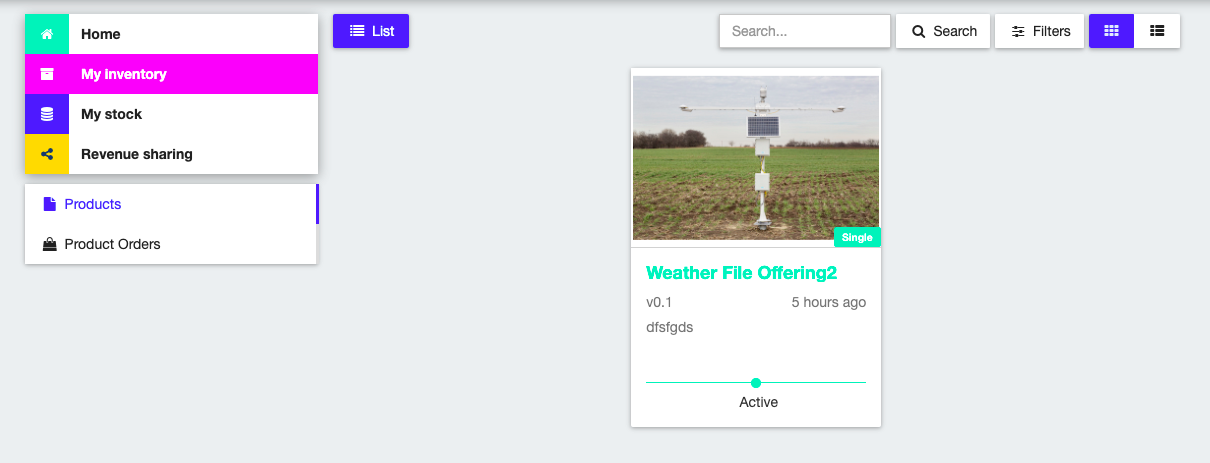 Home
My inventory
My stock
Revenue sharing
Products
Product Orders
List
Search...
Search
Filters
Single
Weather File Offering2
v0.1 5 hours ago
dfsfgds
Active